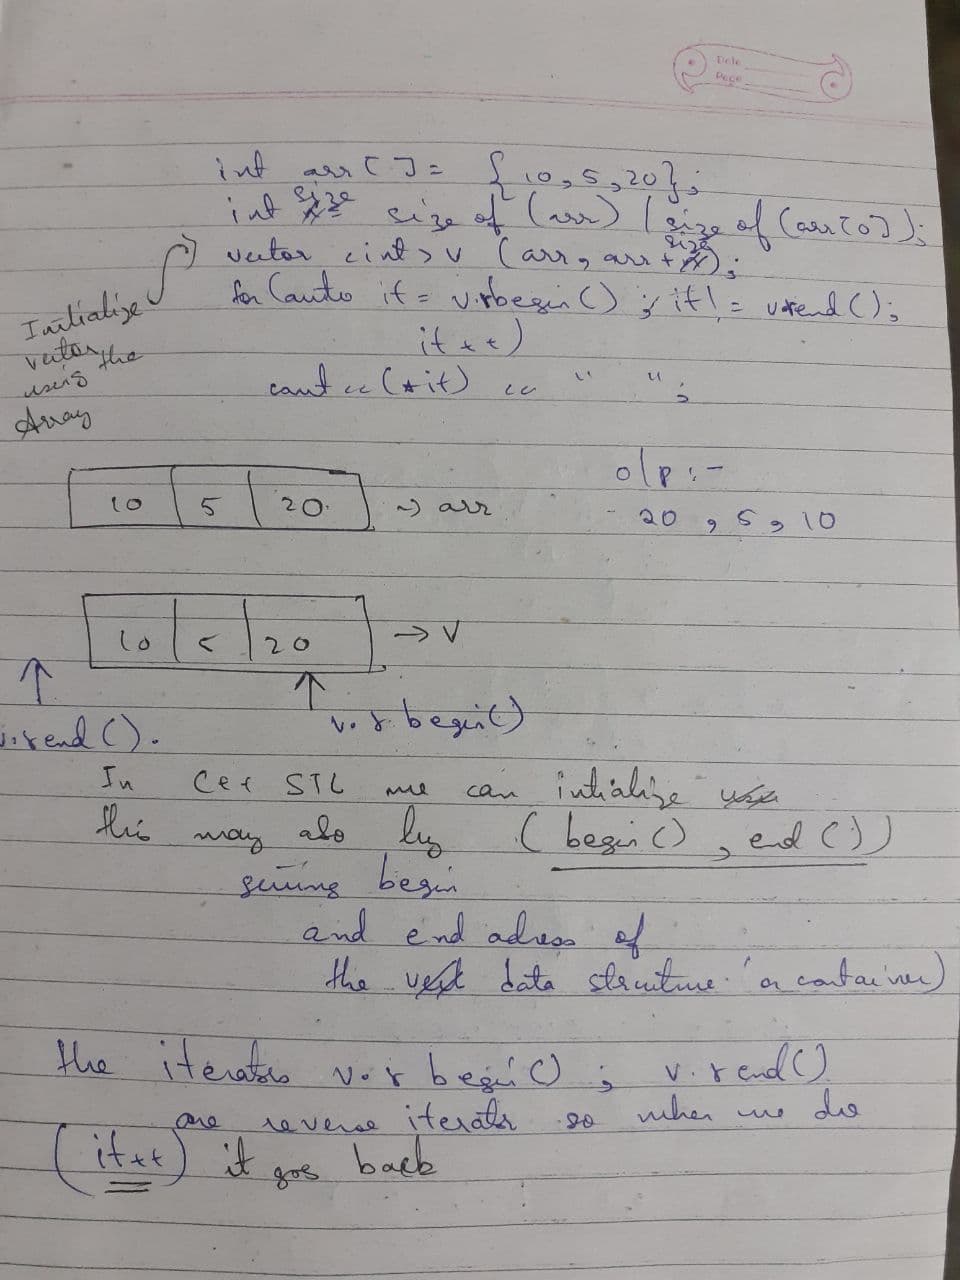 Date
Page
int arr[] = {10, 5, 20};
int size = size of (arr) / size of (arr[0]);
vector <int> v (arr, arr + size);
for (auto it = v.rbegin(); it != v.rend();
it++)
cout << (*it) << " ";
Initialize
vector
using the
Array
10 5 20 → arr
o/p :-
20, 5, 10
10 5 20 → v
v.rend().
v.rbegin()
In C++ STL we can intialize
this way also by (begin(), end())
giving begin
and end adress of
the data structure (or container)
the iterators v.rbegin(); v.rend()
are reverse iterator so when we do
(it++) it goes back